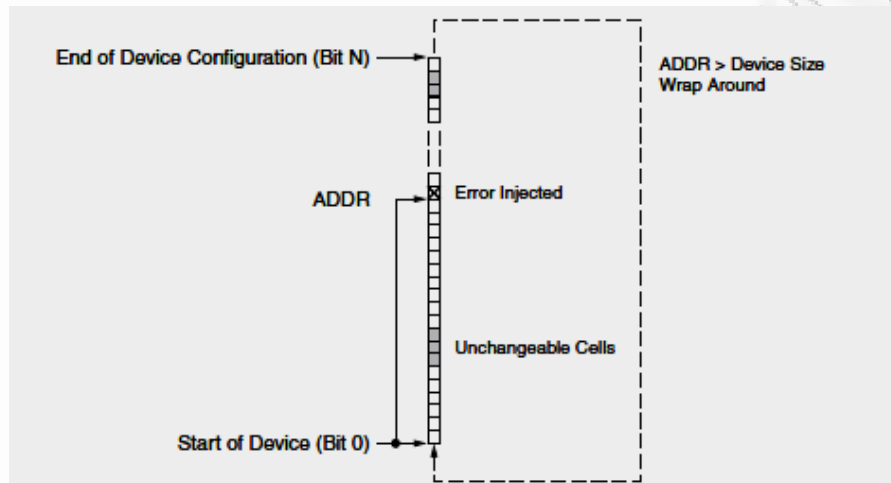 End of Device Configuration (Bit N)
ADDR > Device Size
Wrap Around
ADDR
Error Injected
Unchangeable Cells
Start of Device (Bit 0)